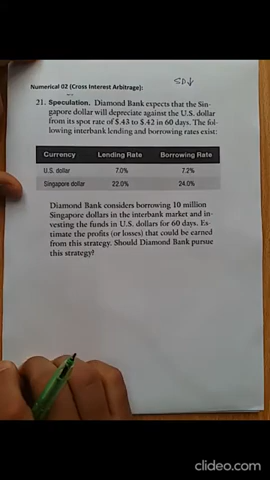 SD↓
Numerical 02 (Cross Interest Arbitrage):
21. Speculation. Diamond Bank expects that the Sin-
gapore dollar will depreciate against the U.S. dollar
from its spot rate of $.43 to $.42 in 60 days. The fol-
lowing interbank lending and borrowing rates exist:
Currency Lending Rate Borrowing Rate
U.S. dollar 7.0% 7.2%
Singapore dollar 22.0% 24.0%
Diamond Bank considers borrowing 10 million
Singapore dollars in the interbank market and in-
vesting the funds in U.S. dollars for 60 days. Es-
timate the profits (or losses) that could be earned
from this strategy. Should Diamond Bank pursue
this strategy?
clideo.com